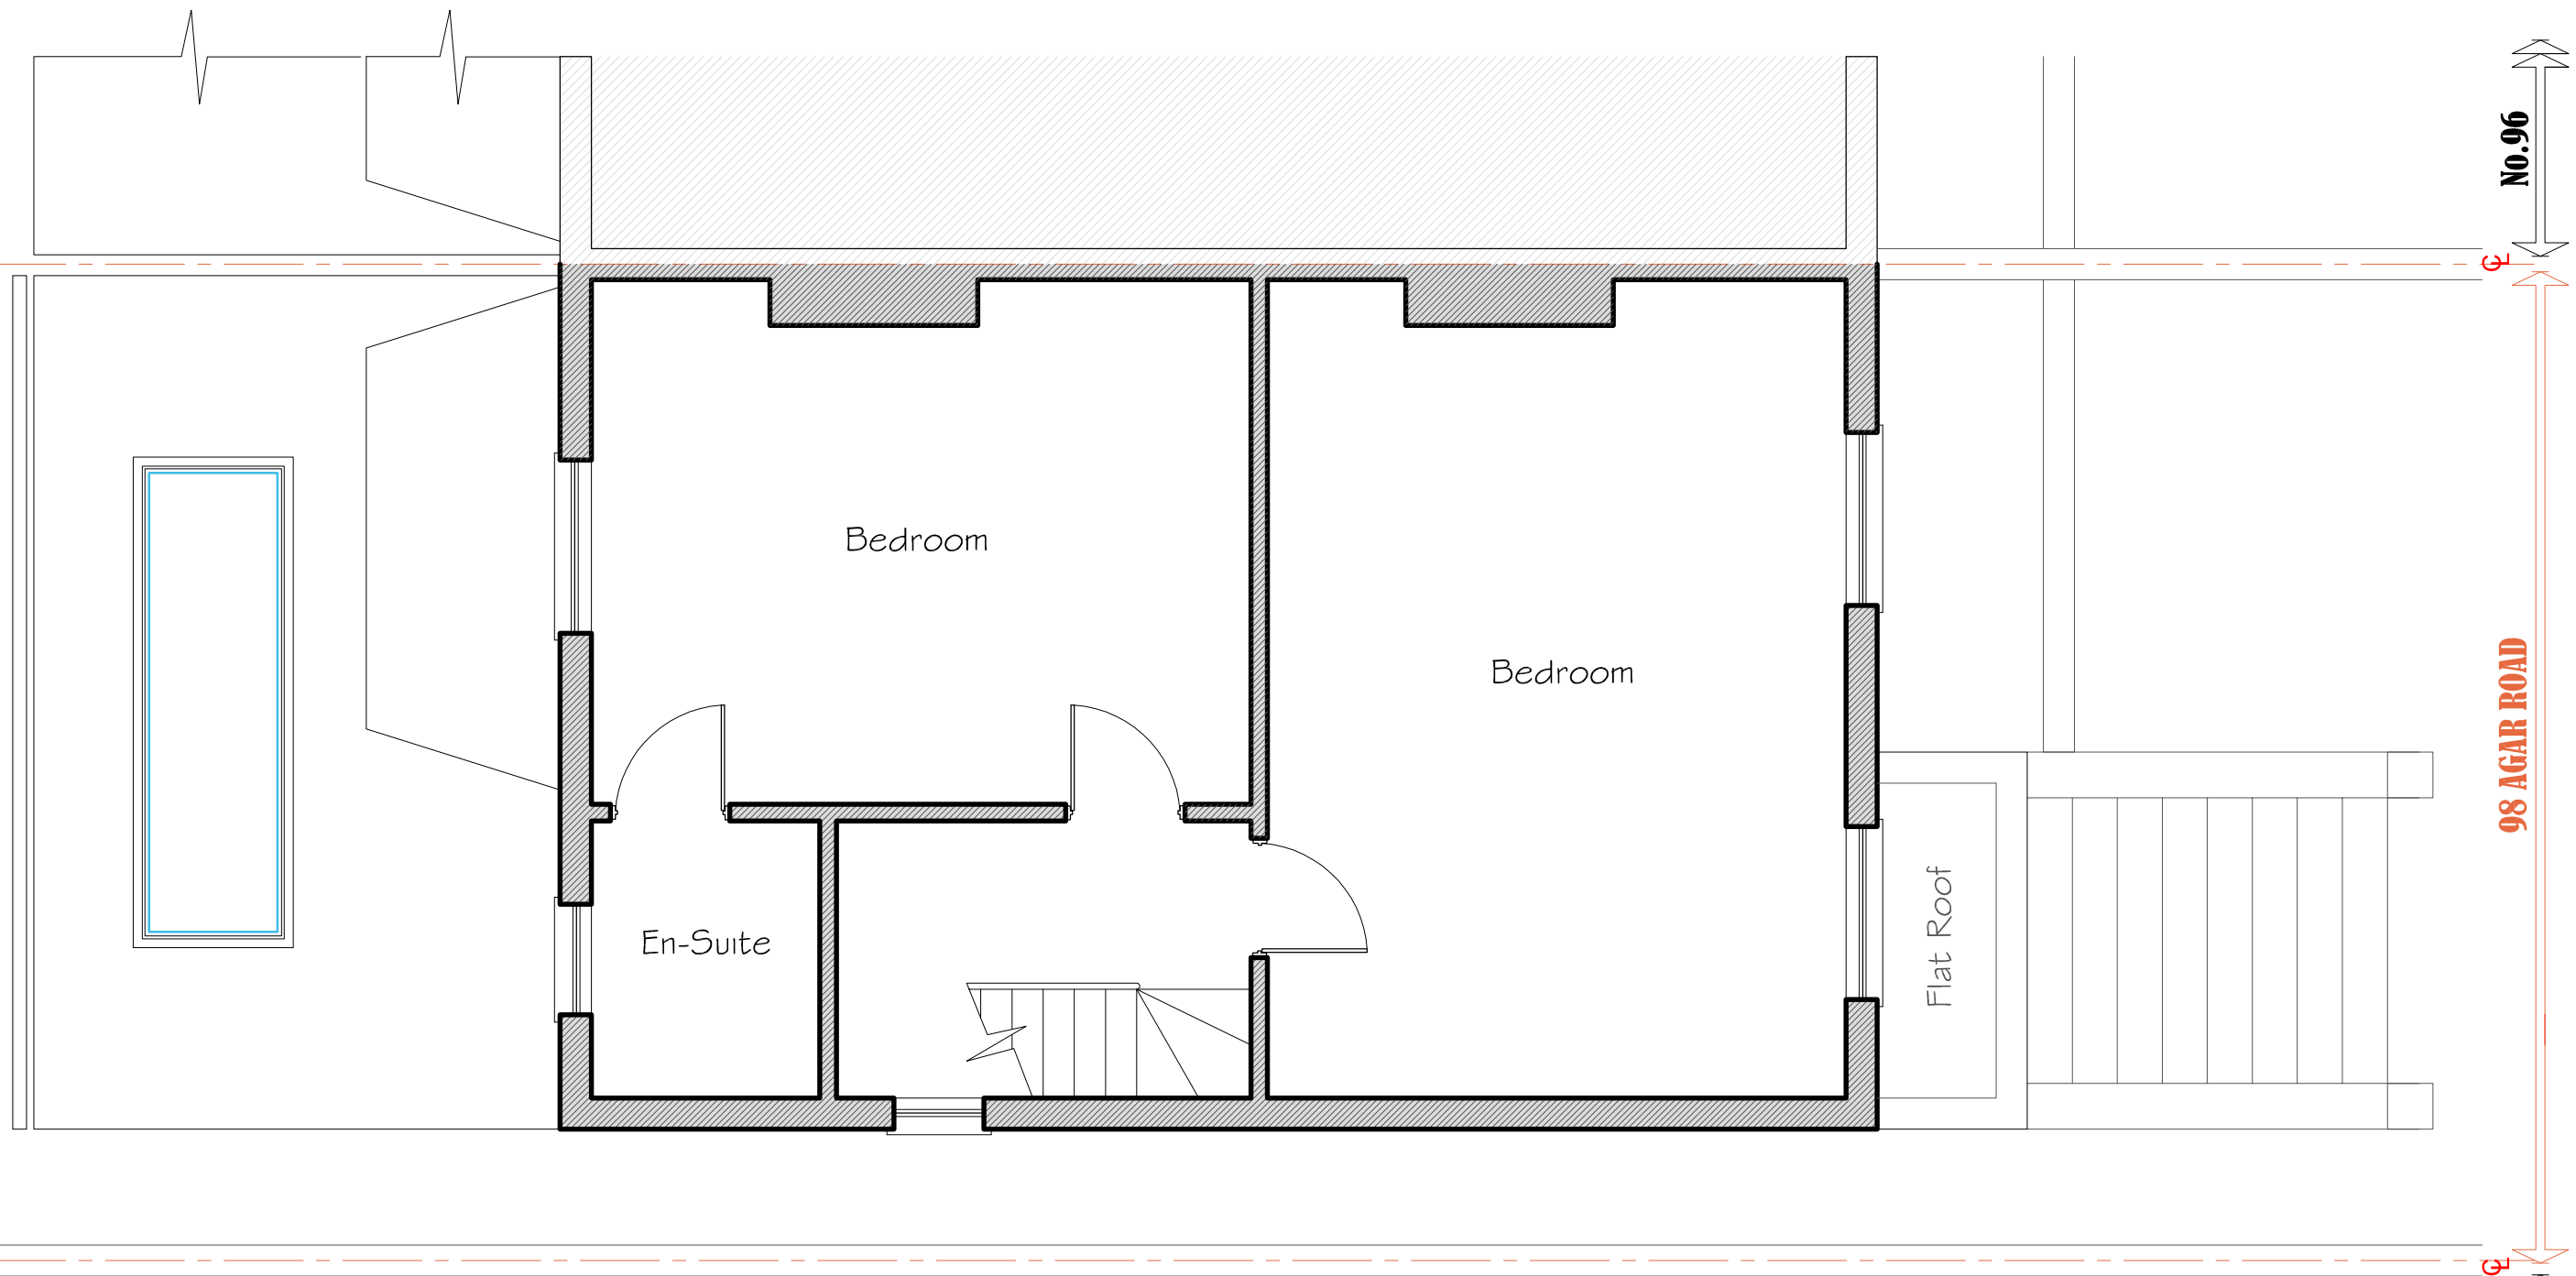 No.96
℄
Bedroom
Bedroom
98 AGAR ROAD
En-Suite
Flat Roof
℄